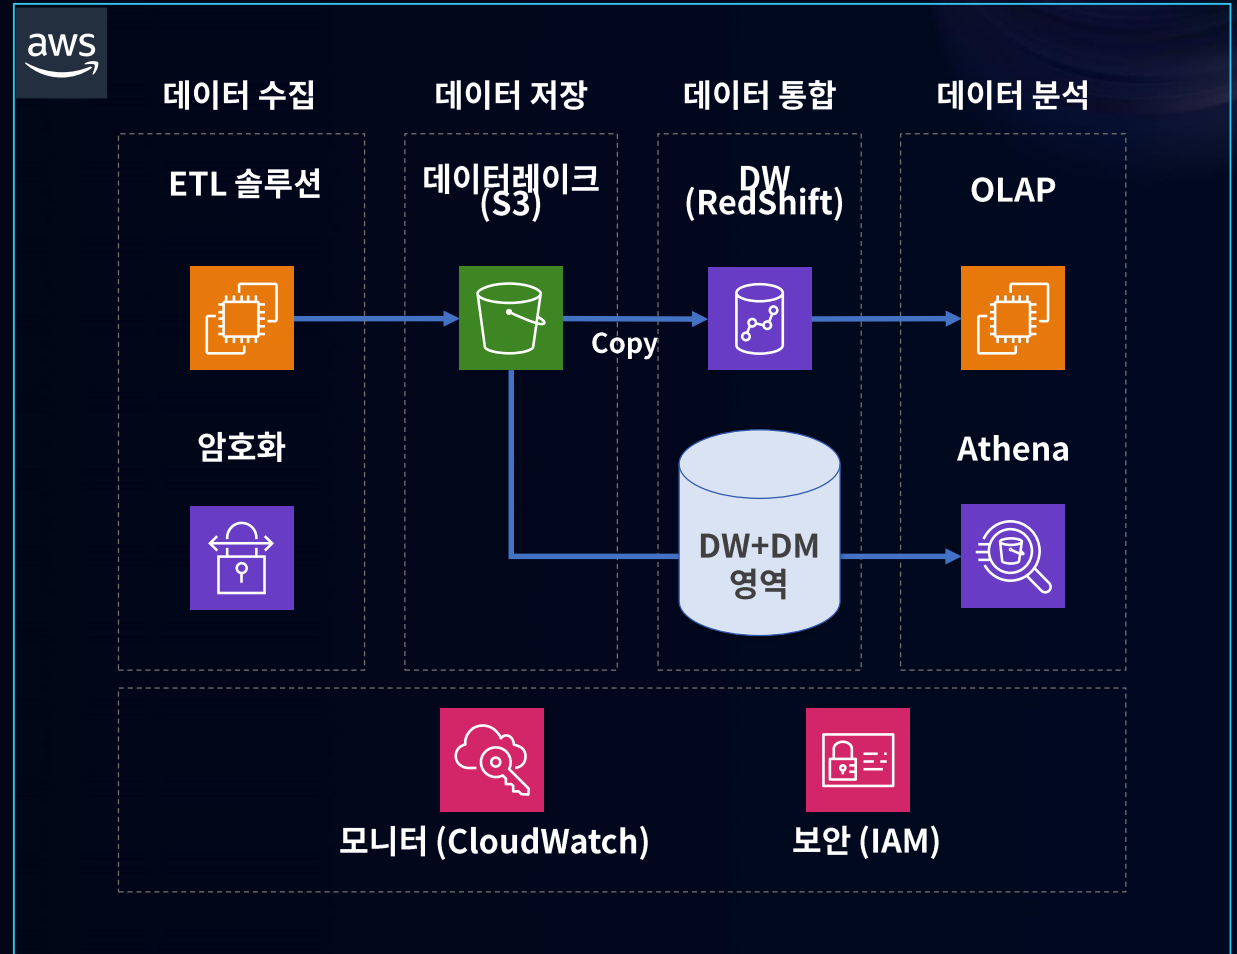 aws
데이터 수집
데이터 저장
데이터 통합
데이터 분석
ETL 솔루션
데이터레이크
(S3)
DW
(RedShift)
OLAP
Copy
암호화
DW+DM
영역
Athena
모니터 (CloudWatch)
보안 (IAM)